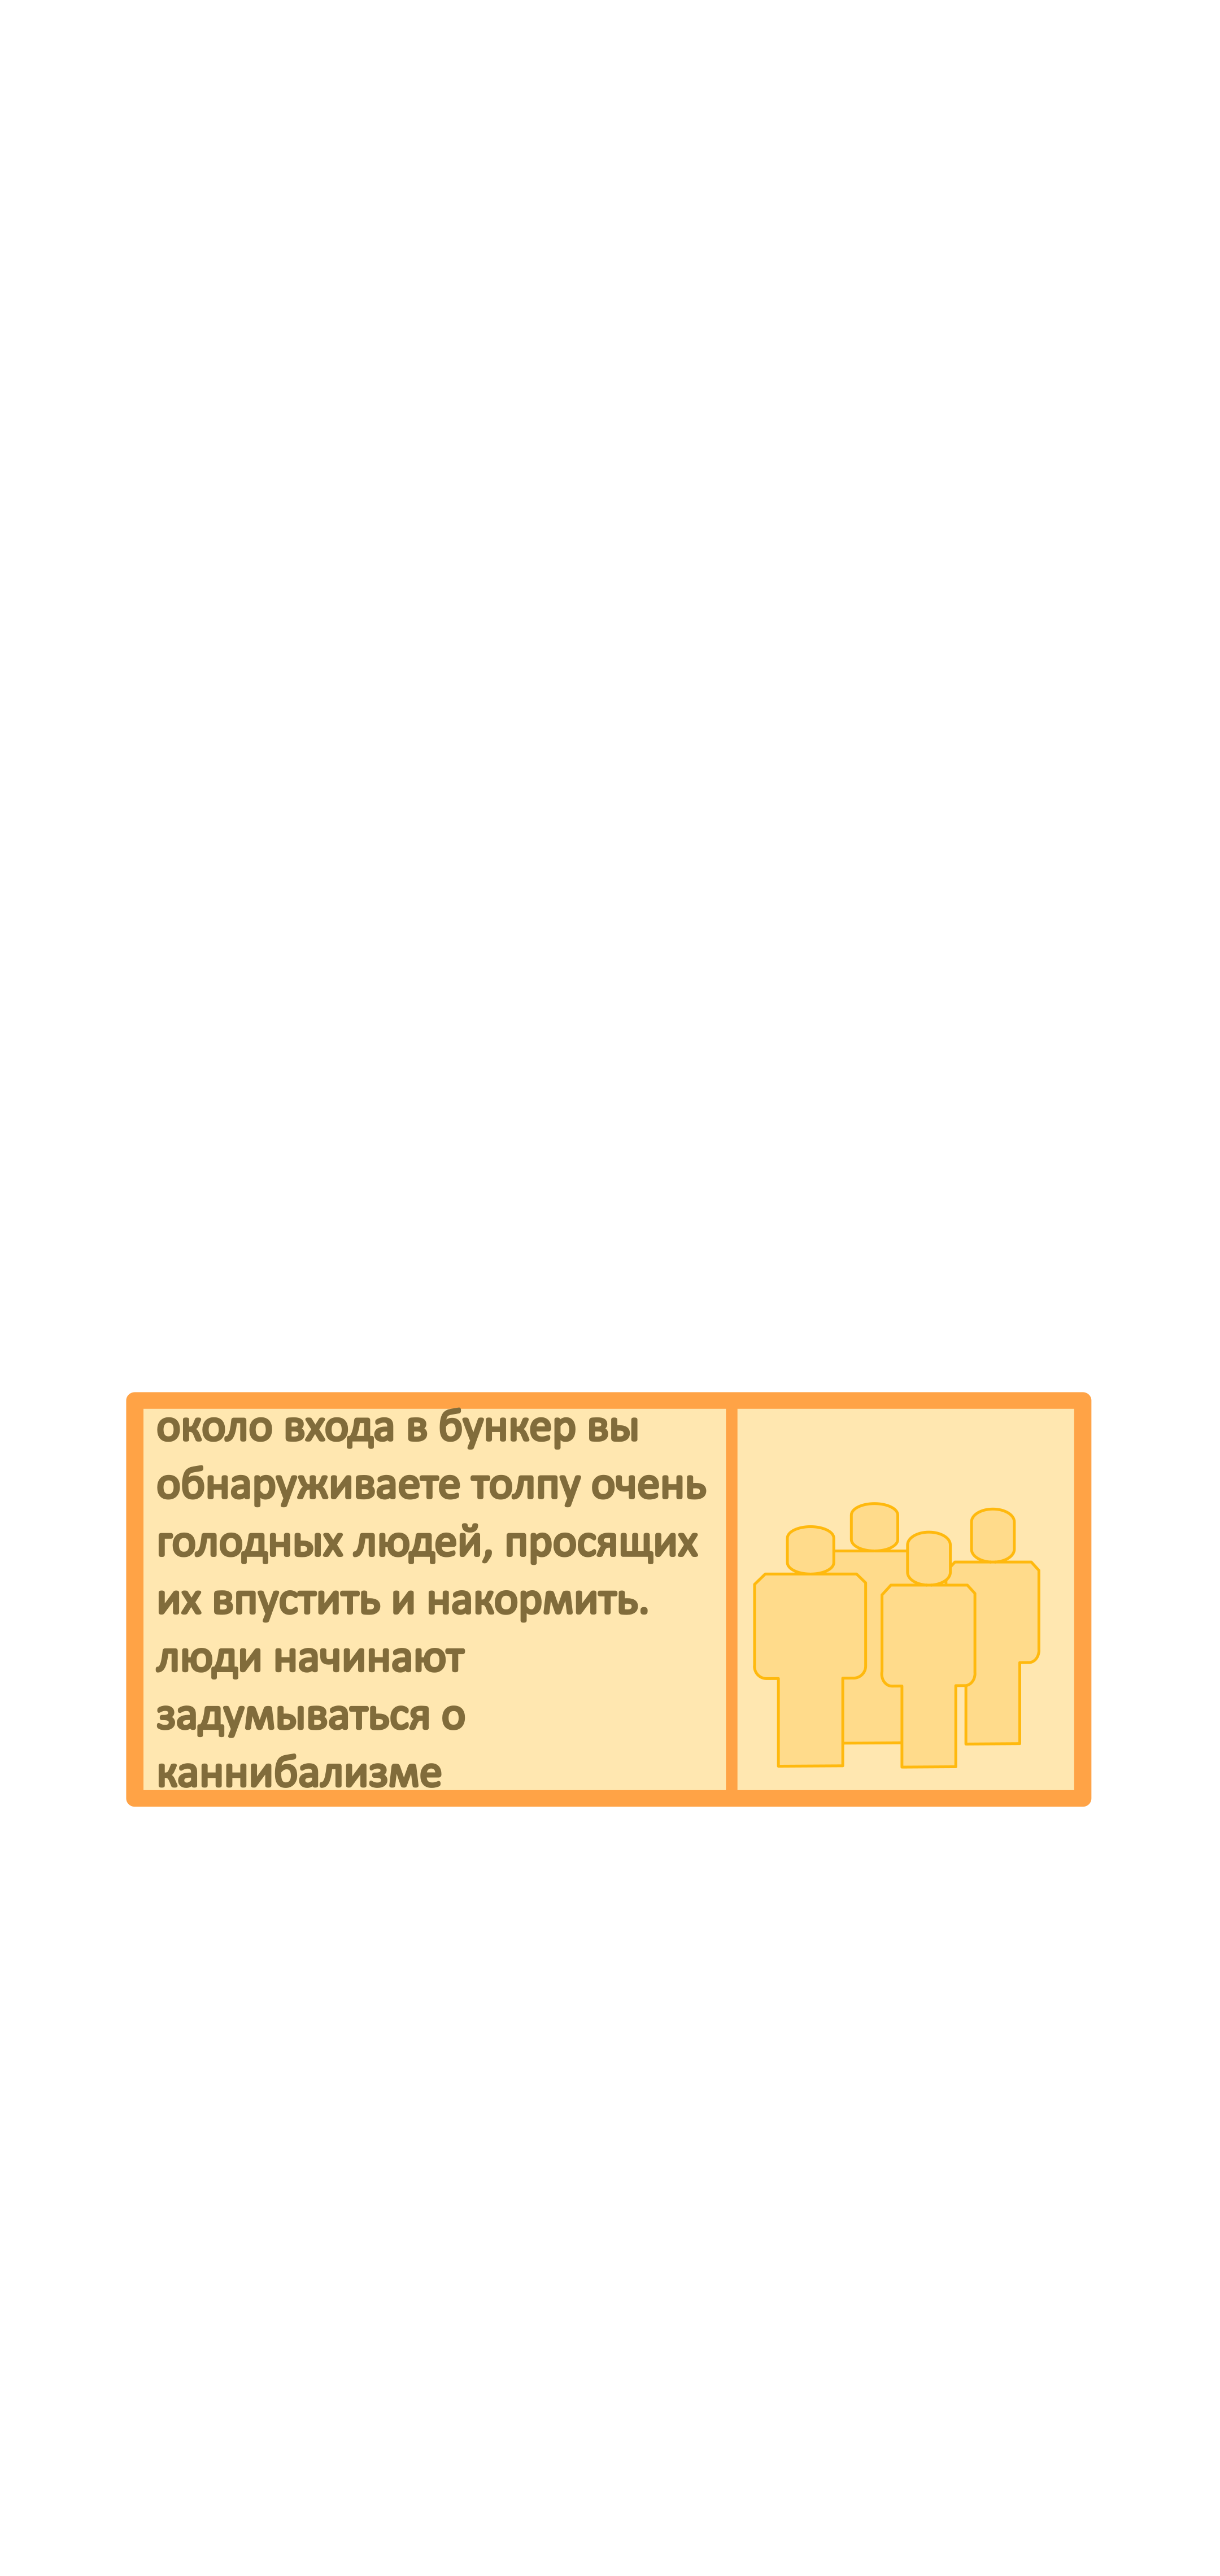 около входа в бункер вы
обнаруживаете толпу очень
голодных людей, просящих
их впустить и накормить.
люди начинают
задумываться о
каннибализме